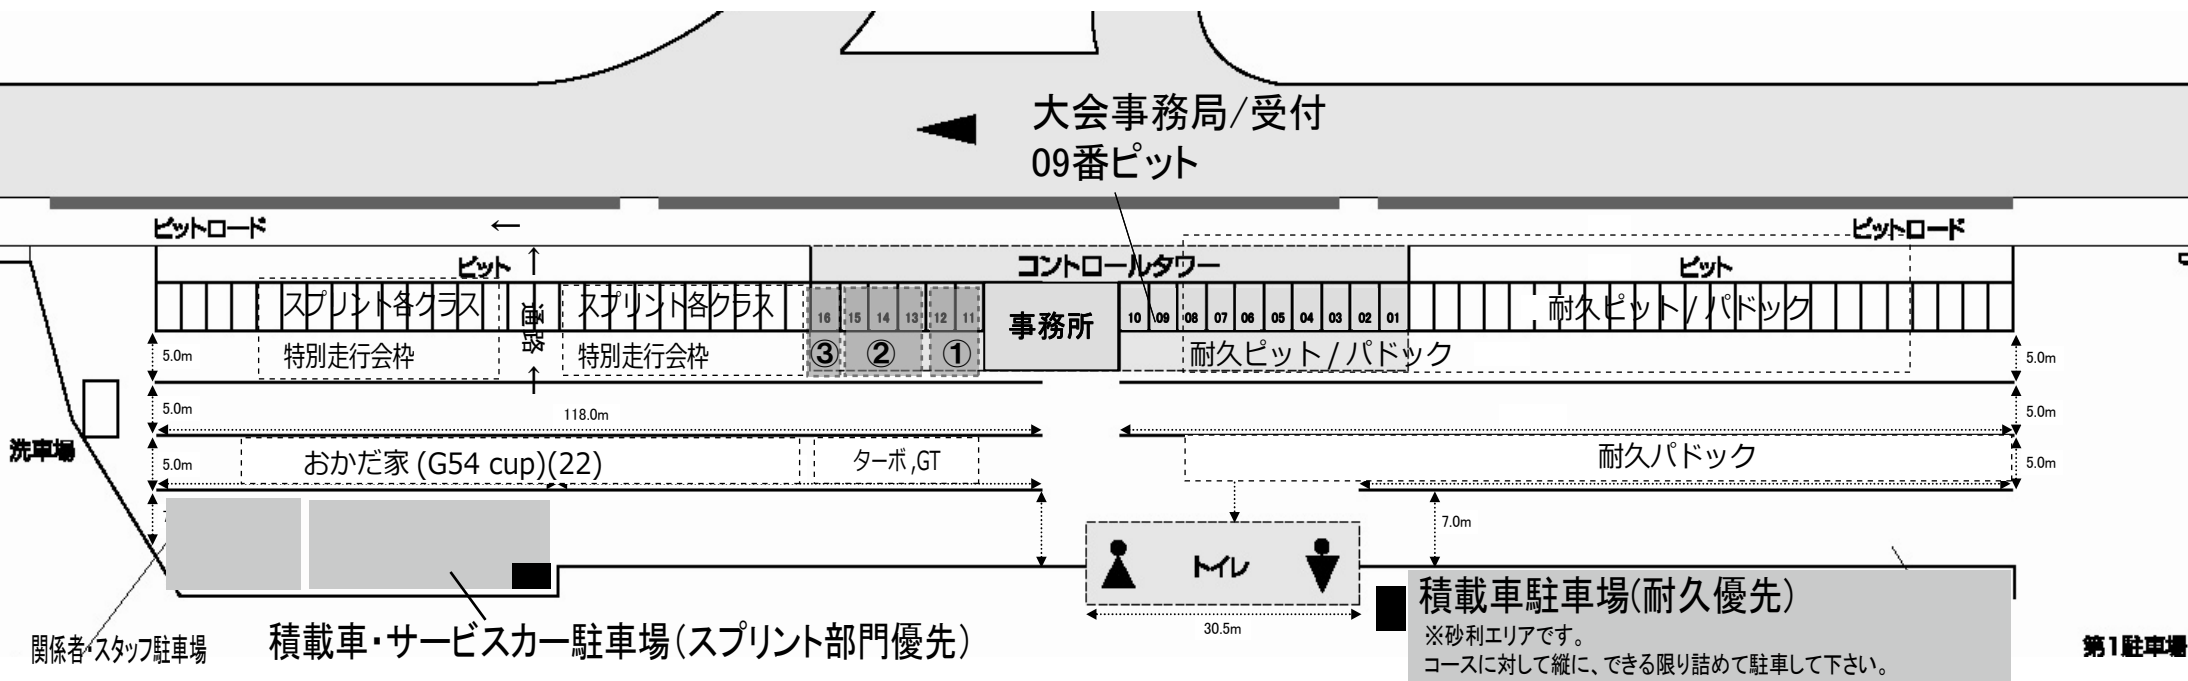 大会事務局/受付
09番ピット
ピットロード
←
ピットロード
ピット
↑
コントロールタワー
ピット
スプリント各クラス
通路
スプリント各クラス
16 15 14 13 12 11
事務所
10 09 08 07 06 05 04 03 02 01
耐久ピット / パドック
5.0m
特別走行会枠
特別走行会枠
③ ② ①
耐久ピット / パドック
5.0m
↑
5.0m
118.0m
5.0m
洗車場
5.0m
おかだ家 (G54 cup)(22)
ターボ,GT
耐久パドック
5.0m
7.0m
トイレ
30.5m
積載車駐車場(耐久優先)
※砂利エリアです。
コースに対して縦に、できる限り詰めて駐車して下さい。
関係者・スタッフ駐車場
積載車・サービスカー駐車場(スプリント部門優先)
第1駐車場